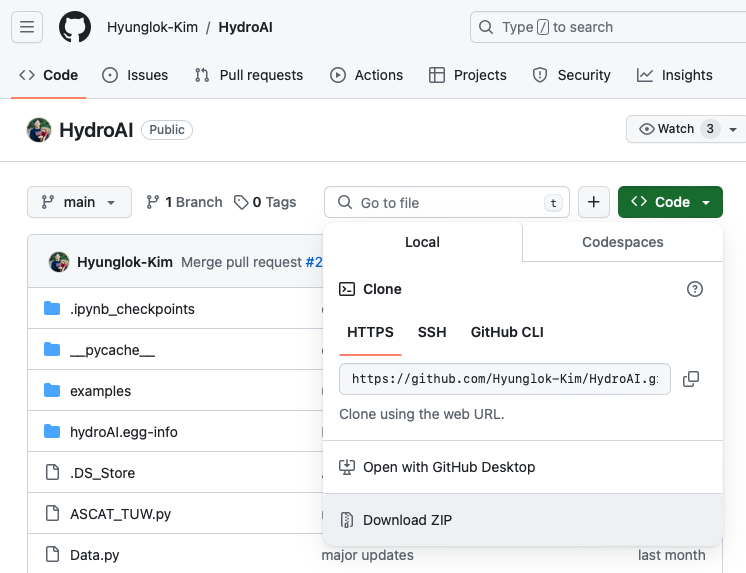 Hyunglok-Kim / HydroAI
Type / to search
Code Issues Pull requests Actions Projects Security Insights
HydroAI Public
Watch 3
main 1 Branch 0 Tags
Go to file t
Code
Local Codespaces
Hyunglok-Kim Merge pull request #2
Clone
HTTPS SSH GitHub CLI
https://github.com/Hyunglok-Kim/HydroAI.g
Clone using the web URL.
Open with GitHub Desktop
Download ZIP
.ipynb_checkpoints
__pycache__
examples
hydroAI.egg-info
.DS_Store
ASCAT_TUW.py
Data.py major updates last month